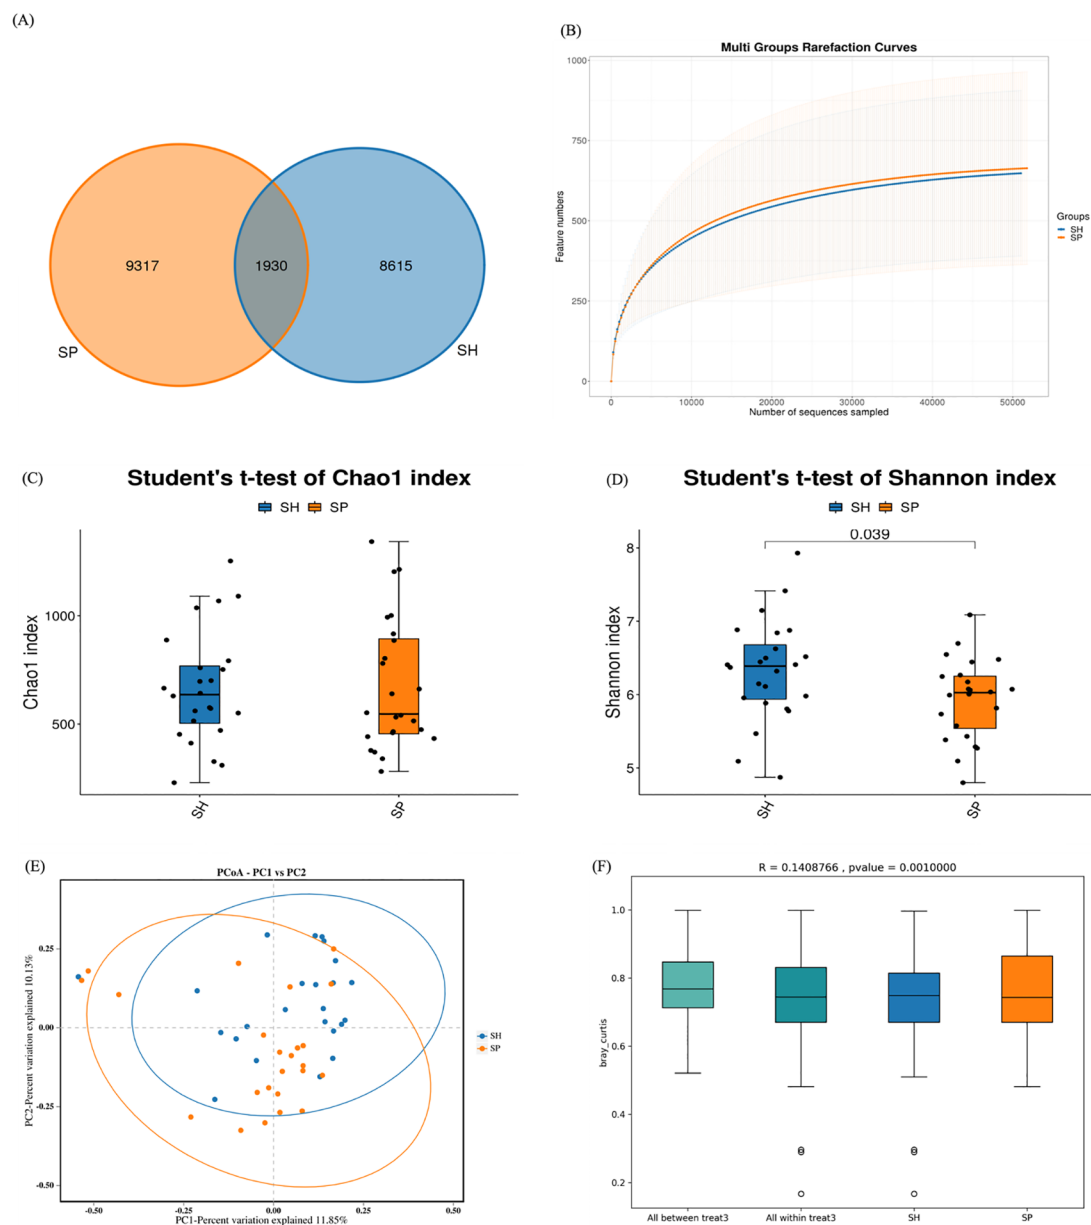 (A)
9317
1930
8615
SP
SH
(B)
Multi Groups Rarefaction Curves
Feature numbers
1000
750
500
250
0
0
10000
20000
30000
40000
50000
Number of sequences sampled
Groups
SH
SP
(C)
Student's t-test of Chao1 index
SH SP
Chao1 index
1000
500
SH
SP
(D)
Student's t-test of Shannon index
SH SP
0.039
Shannon index
8
7
6
5
SH
SP
(E)
PCoA - PC1 vs PC2
PC2-Percent variation explained 10.13%
0.25
0.00
-0.25
-0.50
-0.50
-0.25
0.00
0.25
0.50
PC1-Percent variation explained 11.85%
SH
SP
(F)
R = 0.1408766 , pvalue = 0.0010000
bray_curtis
1.0
0.8
0.6
0.4
0.2
All between treat3
All within treat3
SH
SP